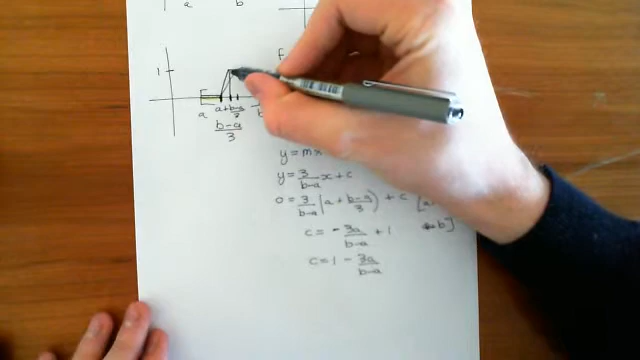 a b
f
1
a a+b-a/3 b
b-a/3
y=mx
y=3/b-a x+c
0=3/b-a(a+b-a/3)+c [a
c=-3a/b-a+1 b]
c=1-3a/b-a